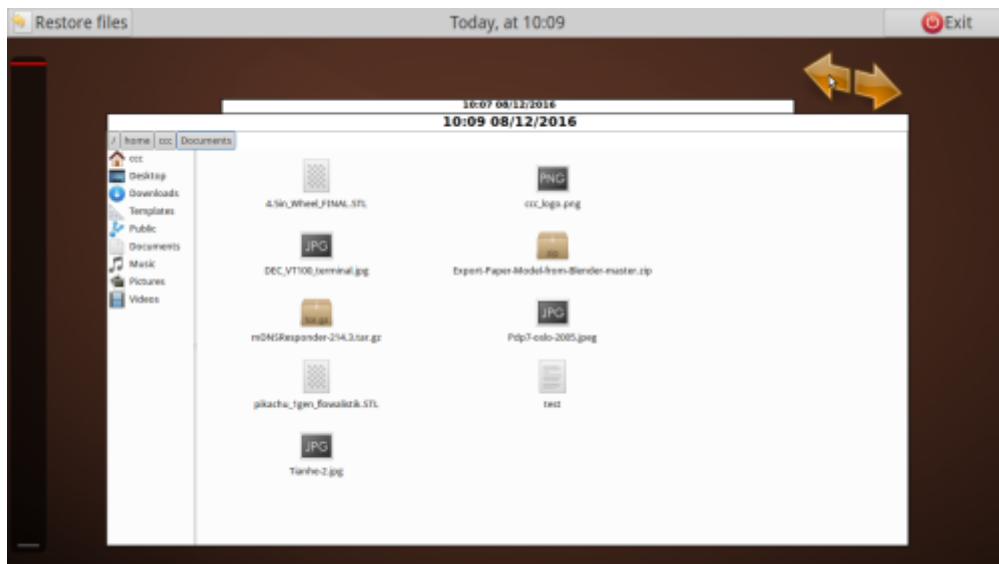 Restore files
Today, at 10:09
Exit
10:07 08/12/2016
10:09 08/12/2016
/ home ccc Documents
ccc
Desktop
Downloads
Templates
Public
Documents
Music
Pictures
Videos
4.5in_Wheel_FINAL.STL
PNG
ccc_logo.png
JPG
DEC_VT100_terminal.jpg
zip
Export-Paper-Model-from-Blender-master.zip
tar.gz
mDNSResponder-214.3.tar.gz
JPG
Pdp7-oslo-2005.jpeg
pikachu_1gen_flowalistik.STL
test
JPG
Tianhe-2.jpg